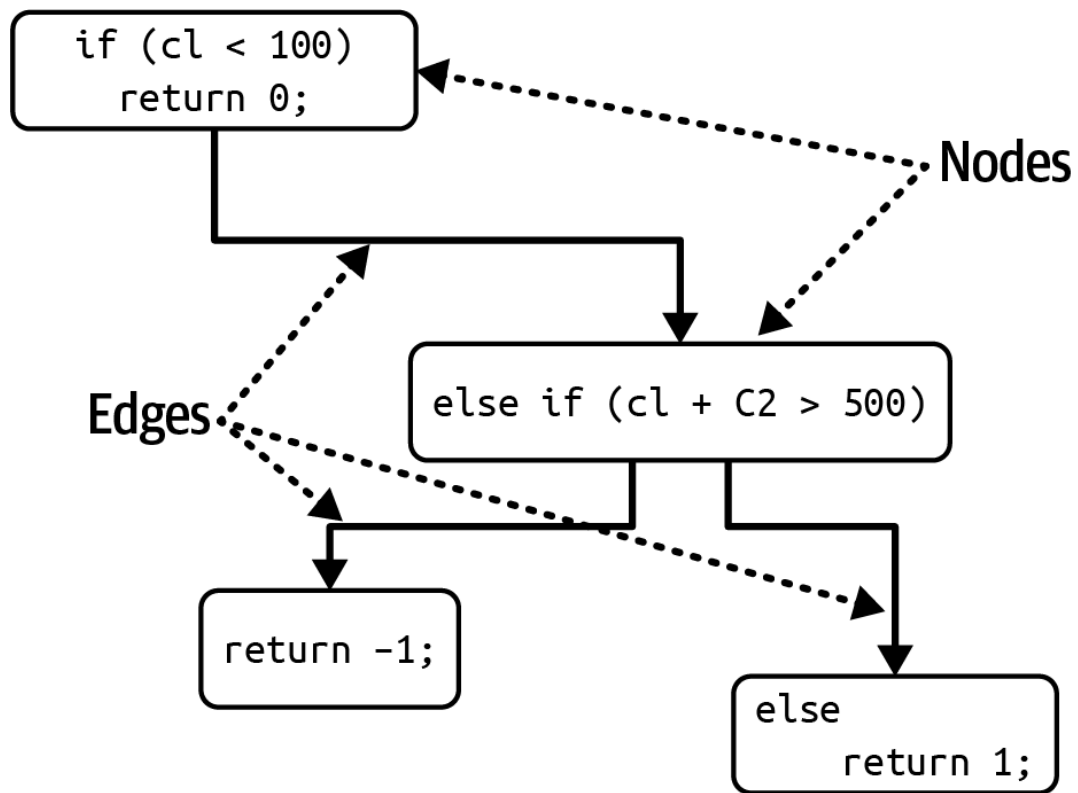 if (cl < 100)
return 0;
Nodes
else if (cl + C2 > 500)
Edges
return −1;
else
return 1;